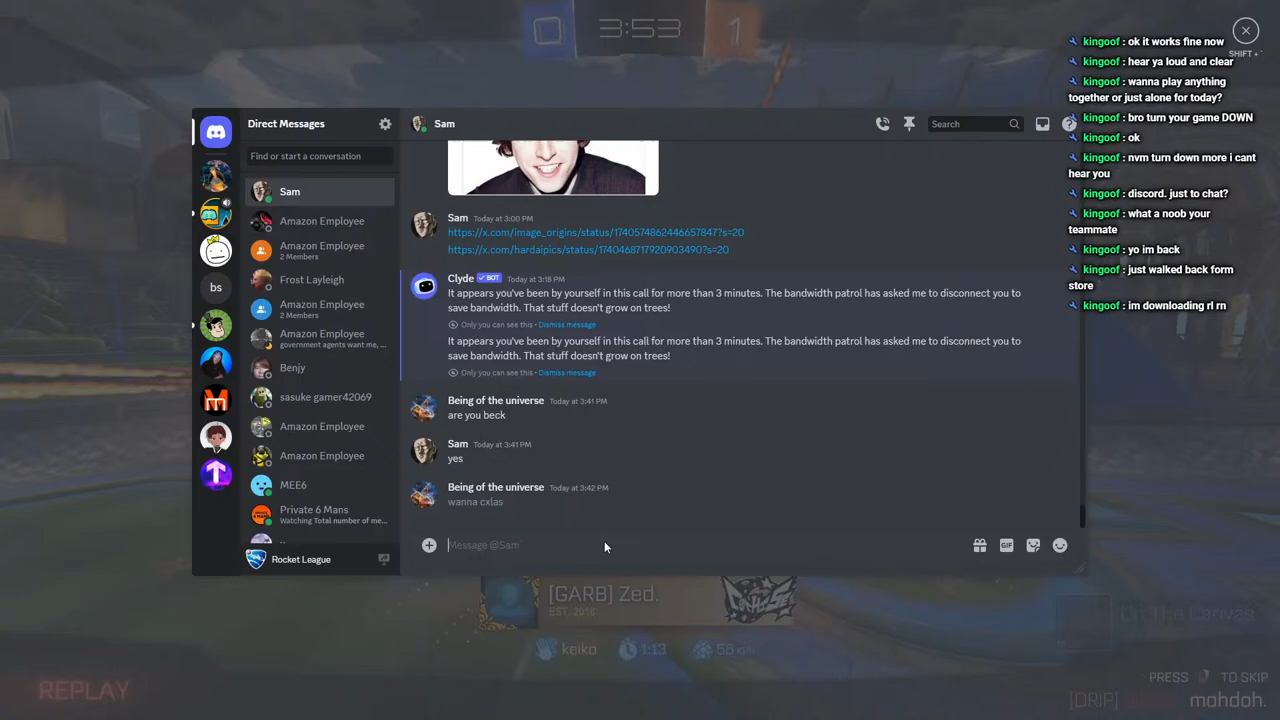 0 3:53 1
SHIFT +
kingoof : ok it works fine now
kingoof : hear ya loud and clear
kingoof : wanna play anything
together or just alone for today?
kingoof : bro turn your game DOWN
kingoof : ok
kingoof : nvm turn down more i cant
hear you
kingoof : discord. just to chat?
kingoof : what a noob your
teammate
kingoof : yo im back
kingoof : just walked back form
store
kingoof : im downloading rl rn
Direct Messages
Find or start a conversation
Sam
Amazon Employee
Amazon Employee
2 Members
Frost Layleigh
Amazon Employee
2 Members
Amazon Employee
government agents want me, ...
Benjy
sasuke gamer42069
Amazon Employee
Amazon Employee
MEE6
Private 6 Mans
Watching Total number of me...
Rocket League
bs
Sam
Search
Sam Today at 3:00 PM
https://x.com/image_origins/status/1740574862446657847?s=20
https://x.com/hardaipics/status/1740468717920903490?s=20
Clyde BOT Today at 3:18 PM
It appears you've been by yourself in this call for more than 3 minutes. The bandwidth patrol has asked me to disconnect you to
save bandwidth. That stuff doesn't grow on trees!
Only you can see this • Dismiss message
It appears you've been by yourself in this call for more than 3 minutes. The bandwidth patrol has asked me to disconnect you to
save bandwidth. That stuff doesn't grow on trees!
Only you can see this • Dismiss message
Being of the universe Today at 3:41 PM
are you beck
Sam Today at 3:41 PM
yes
Being of the universe Today at 3:42 PM
wanna cxlas
Message @Sam
GIF
[GARB] Zed.
EST. 2016
keiko 1:13
On The Canvas
REPLAY
PRESS TO SKIP
[DRIP] mohdoh.